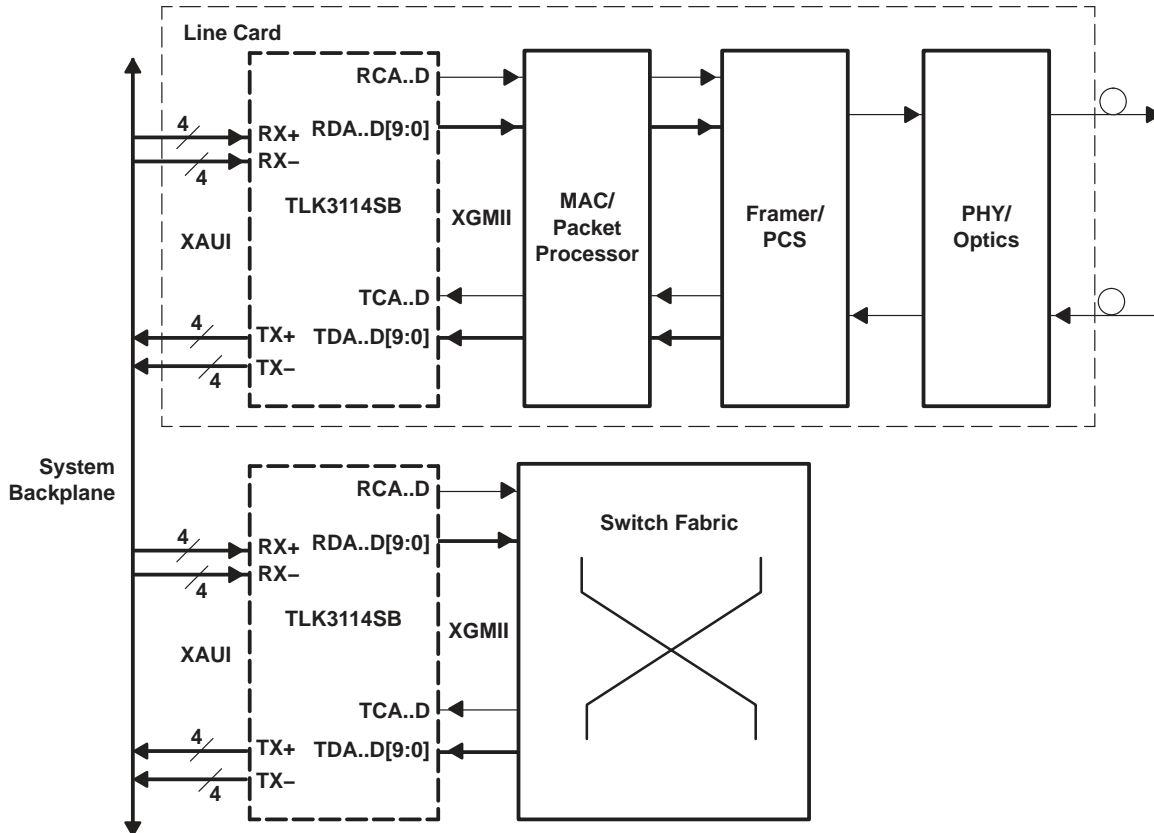 Line Card
RCA..D
4
RX+
RDA..D[9:0]
RX–
4
TLK3114SB
XAUI
XGMII
MAC/
Packet
Processor
Framer/
PCS
PHY/
Optics
TCA..D
4
TX+
TDA..D[9:0]
TX–
4
System
Backplane
RCA..D
Switch Fabric
4
RX+
RDA..D[9:0]
RX–
4
TLK3114SB
XAUI
XGMII
TCA..D
4
TX+
TDA..D[9:0]
TX–
4